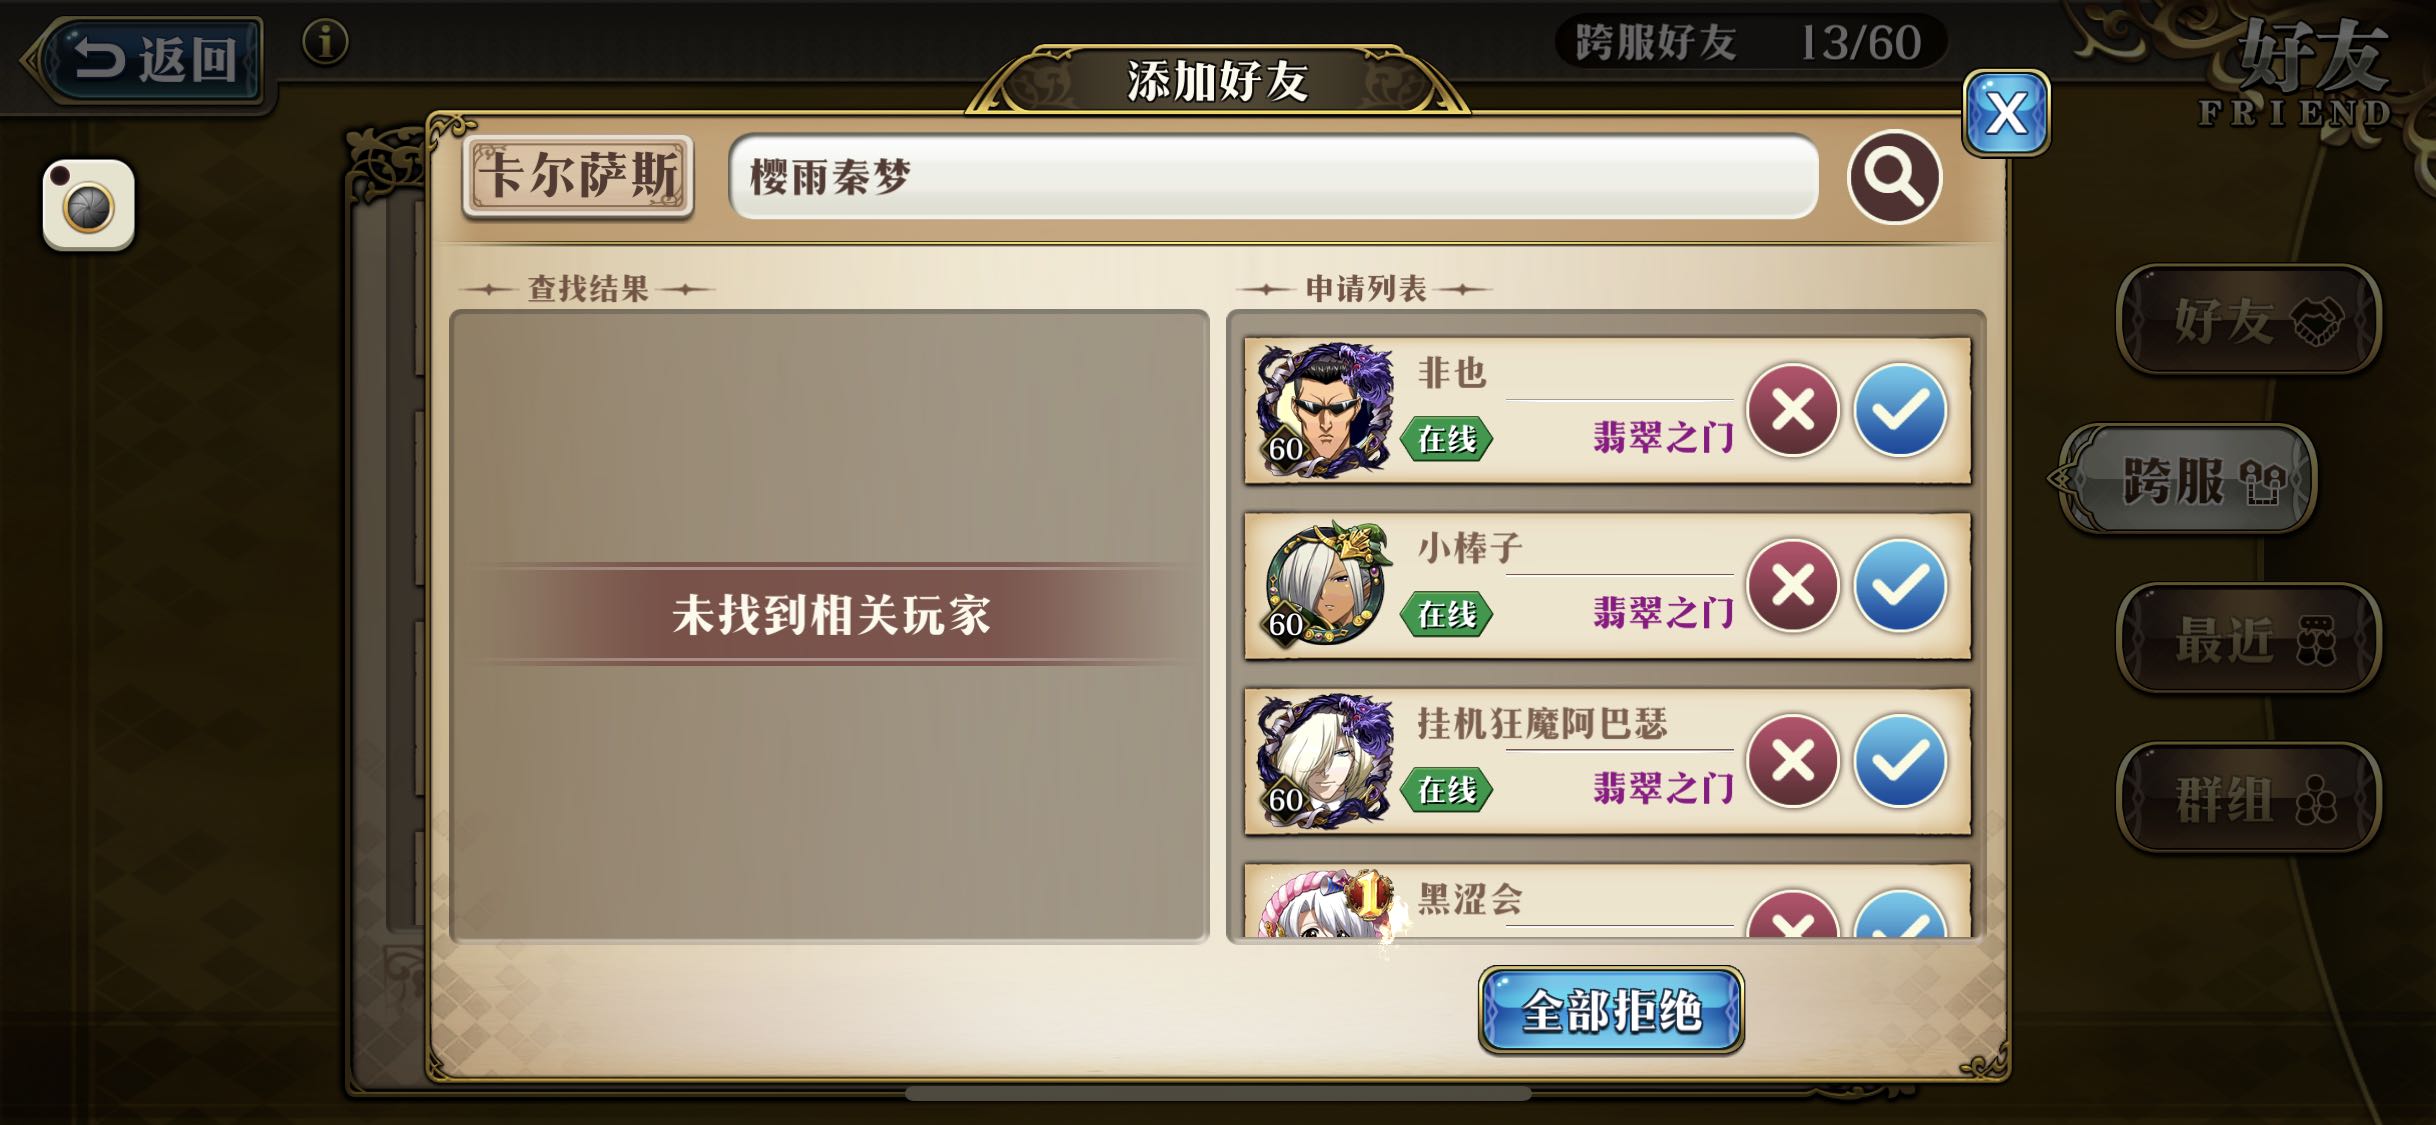 返回
i
跨服好友 13/60
好友
FRIEND
添加好友
X
卡尔萨斯
樱雨秦梦
查找结果
申请列表
未找到相关玩家
非也
60
在线
翡翠之门
小棒子
60
在线
翡翠之门
挂机狂魔阿巴瑟
60
在线
翡翠之门
1
黑涩会
全部拒绝
好友
跨服
最近
群组